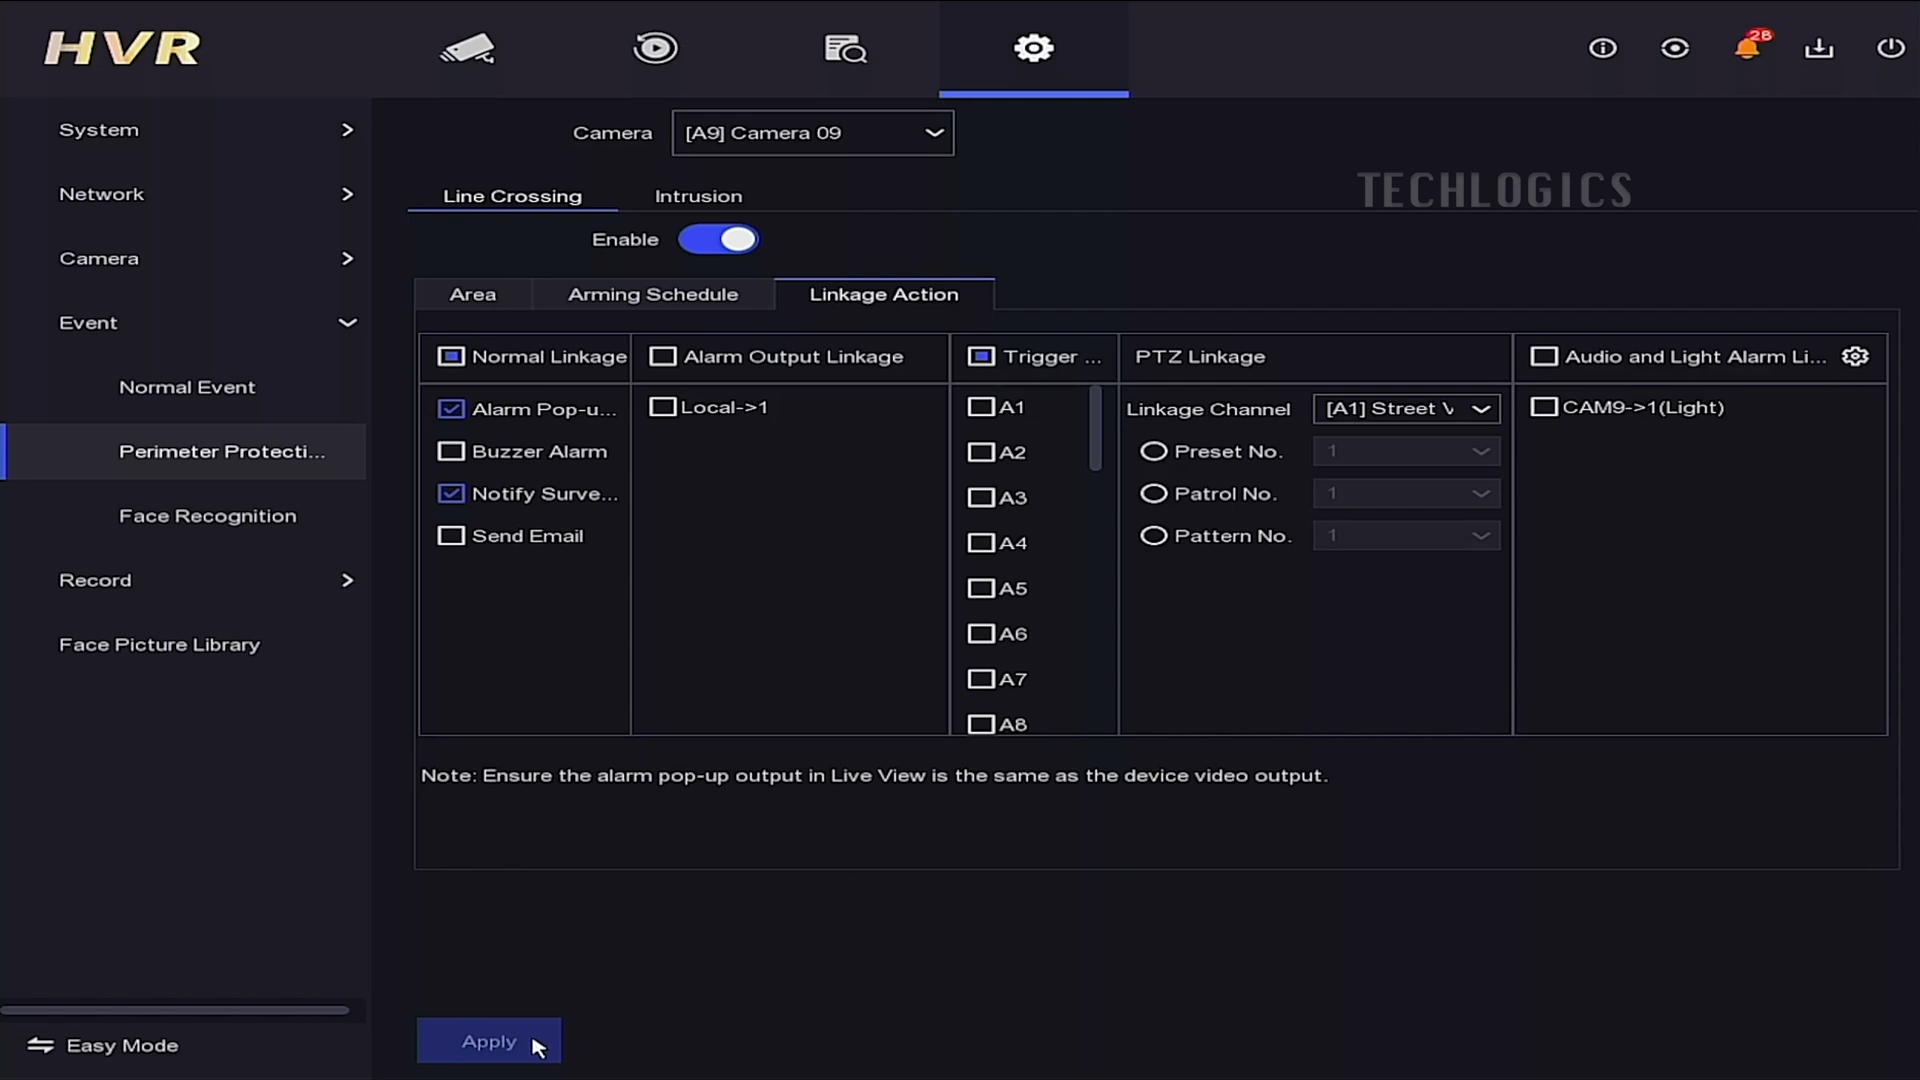 HVR
28
System
Network
Camera
Event
Normal Event
Perimeter Protecti...
Face Recognition
Record
Face Picture Library
Easy Mode
Camera [A9] Camera 09
TECHLOGICS
Line Crossing Intrusion
Enable
Area Arming Schedule Linkage Action
Normal Linkage Alarm Output Linkage Trigger ... PTZ Linkage Audio and Light Alarm Li...
Alarm Pop-u...
Buzzer Alarm
Notify Surve...
Send Email
Local->1
A1
A2
A3
A4
A5
A6
A7
A8
Linkage Channel [A1] Street V
Preset No. 1
Patrol No. 1
Pattern No. 1
CAM9->1(Light)
Note: Ensure the alarm pop-up output in Live View is the same as the device video output.
Apply